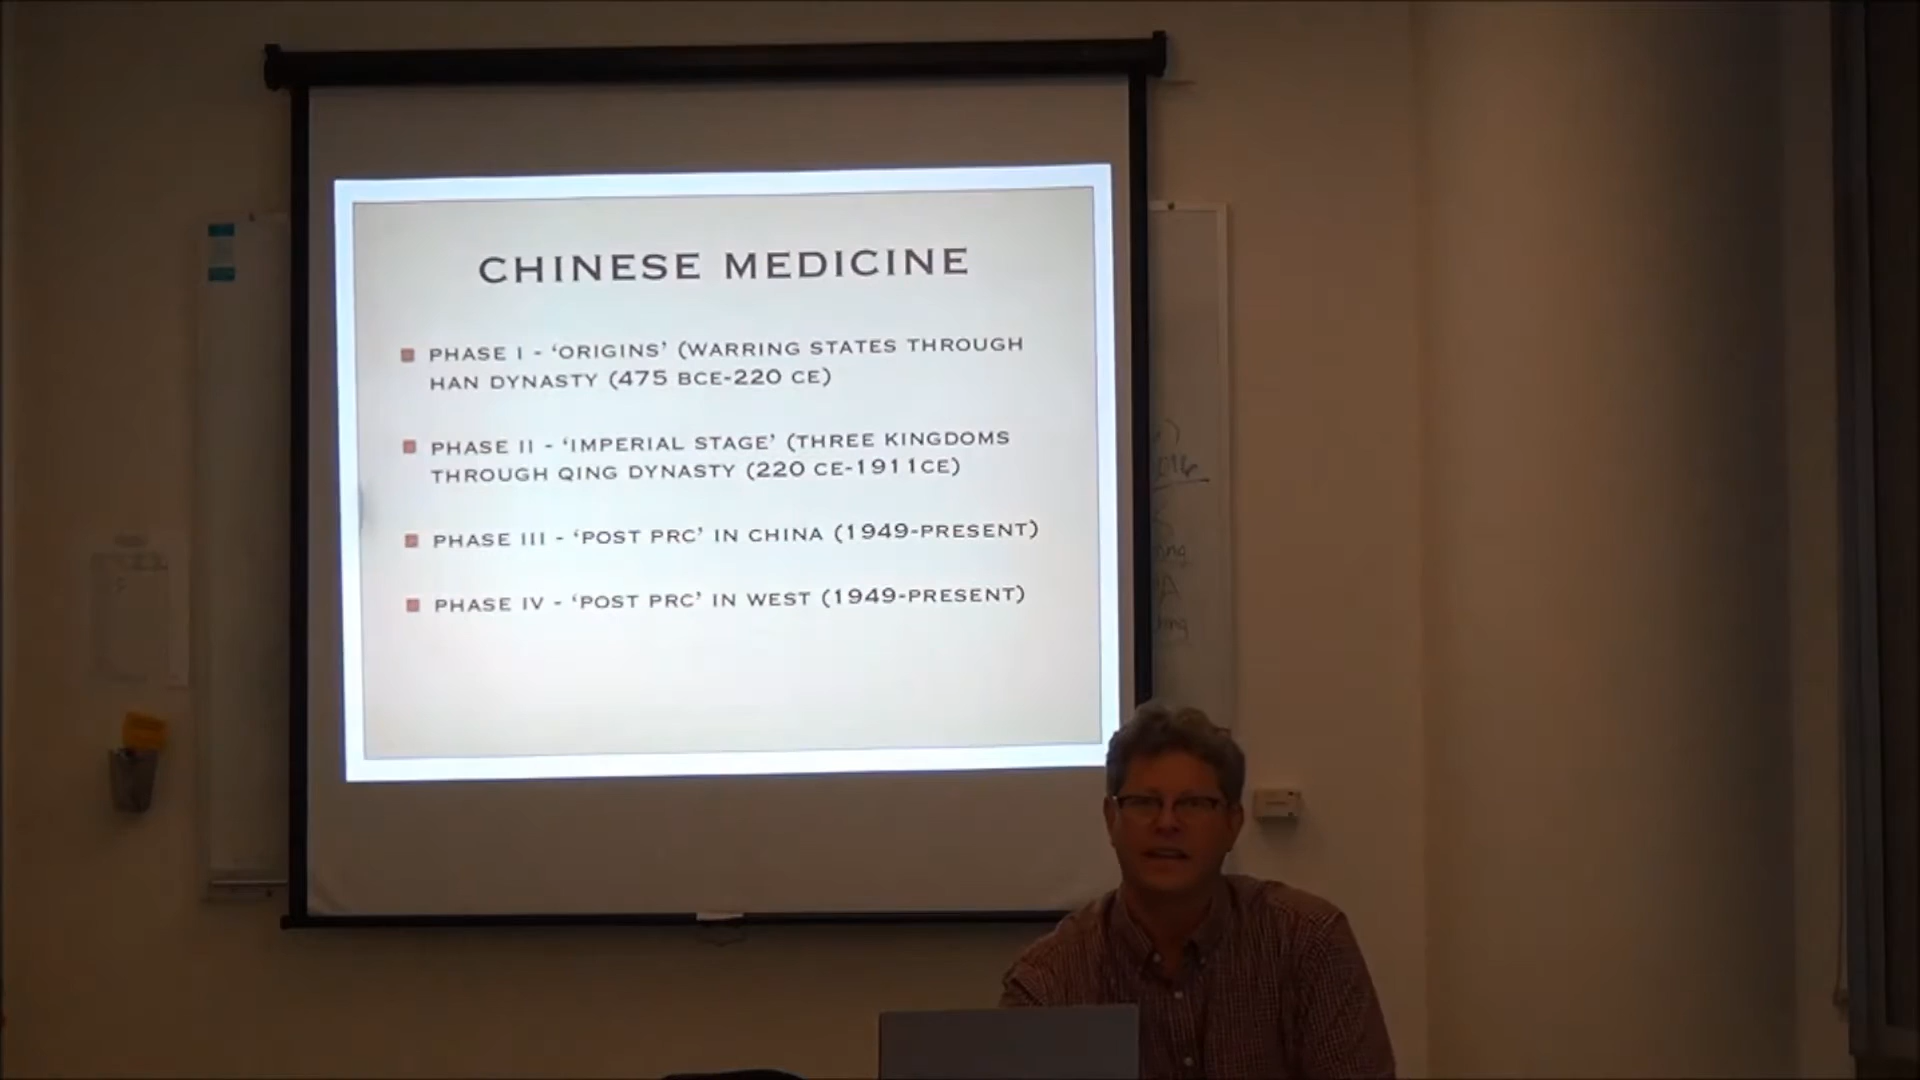 CHINESE MEDICINE
PHASE I - ‘ORIGINS’ (WARRING STATES THROUGH
HAN DYNASTY (475 BCE-220 CE)
PHASE II - ‘IMPERIAL STAGE’ (THREE KINGDOMS
THROUGH QING DYNASTY (220 CE-1911CE)
PHASE III - ‘POST PRC’ IN CHINA (1949-PRESENT)
PHASE IV - ‘POST PRC’ IN WEST (1949-PRESENT)